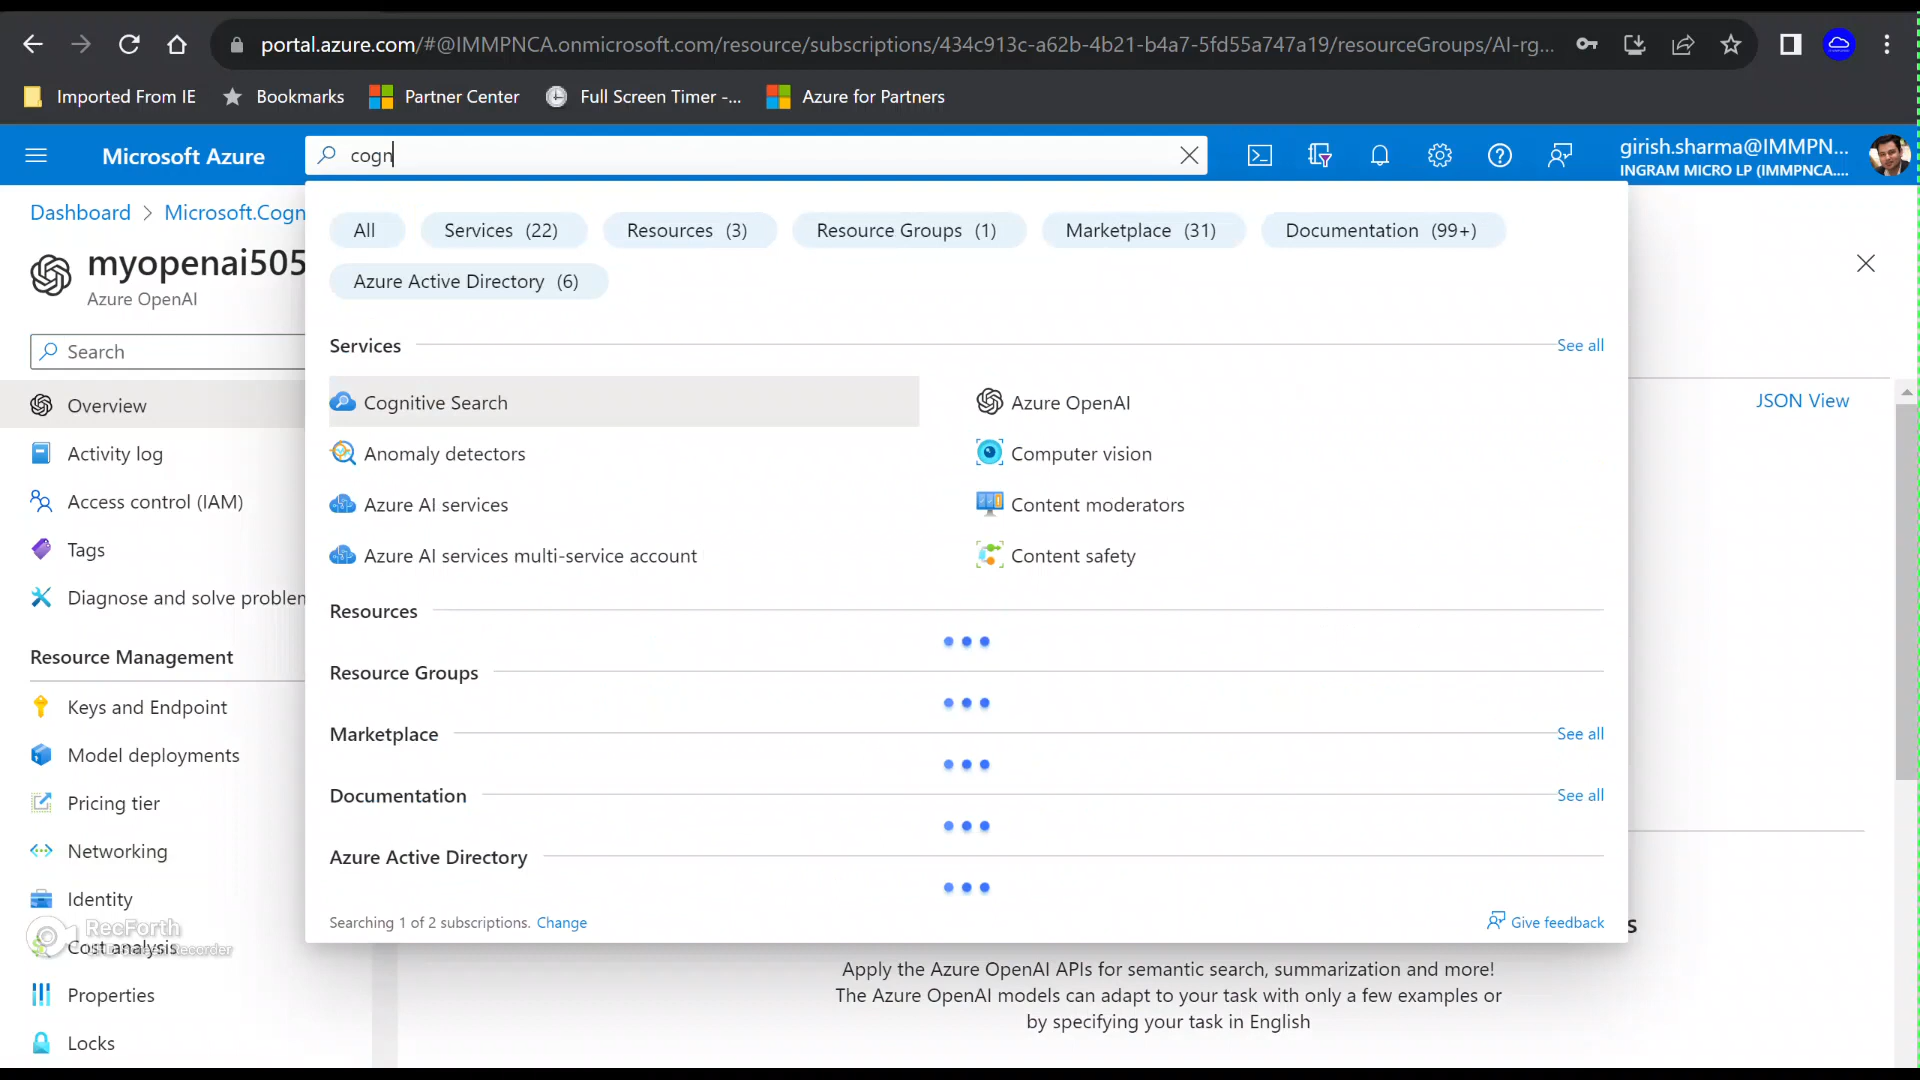 portal.azure.com/#@IMMPNCA.onmicrosoft.com/resource/subscriptions/434c913c-a62b-4b21-b4a7-5fd55a747a19/resourceGroups/AI-rg...
Imported From IE
Bookmarks
Partner Center
Full Screen Timer -...
Azure for Partners
Microsoft Azure
cogn
girish.sharma@IMMPN...
INGRAM MICRO LP (IMMPNCA....
Dashboard > Microsoft.Cogn
myopenai505
Azure OpenAI
Search
Overview
Activity log
Access control (IAM)
Tags
Diagnose and solve problen
Resource Management
Keys and Endpoint
Model deployments
Pricing tier
Networking
Identity
RecForth
Cost analysis
Properties
Locks
All
Services (22)
Resources (3)
Resource Groups (1)
Marketplace (31)
Documentation (99+)
Azure Active Directory (6)
Services
See all
Cognitive Search
Azure OpenAI
Anomaly detectors
Computer vision
Azure AI services
Content moderators
Azure AI services multi-service account
Content safety
Resources
Resource Groups
Marketplace
See all
Documentation
See all
Azure Active Directory
Searching 1 of 2 subscriptions. Change
Give feedback
JSON View
s
Apply the Azure OpenAI APIs for semantic search, summarization and more!
The Azure OpenAI models can adapt to your task with only a few examples or
by specifying your task in English